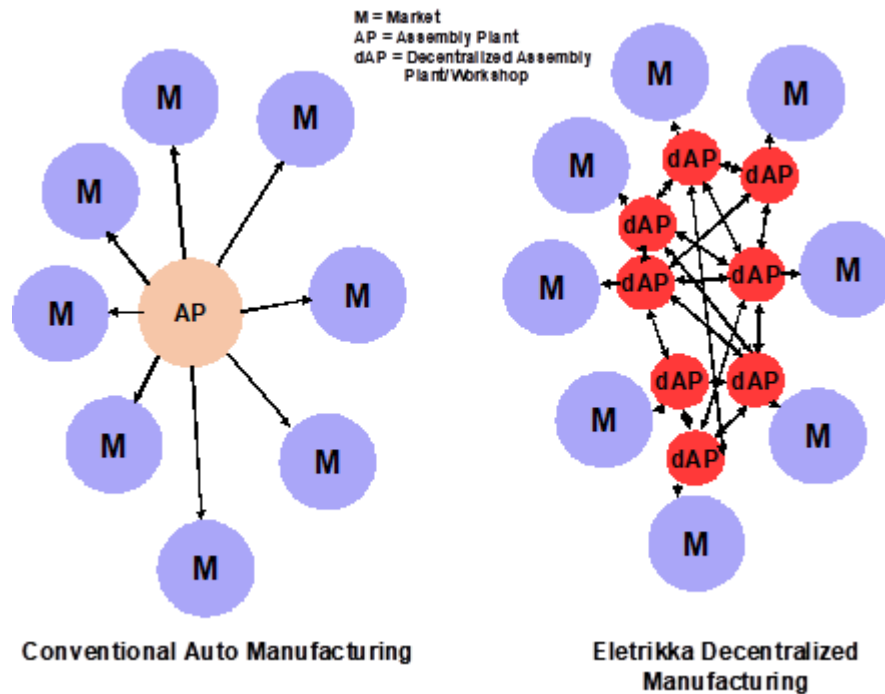 M = Market
AP = Assembly Plant
dAP = Decentralized Assembly
Plant/Workshop
M
M
M
M
M
M
M
M
AP
M
M
M
M
M
M
M
M
dAP
dAP
dAP
dAP
dAP
dAP
dAP
dAP
Conventional Auto Manufacturing
Eletrikka Decentralized
Manufacturing